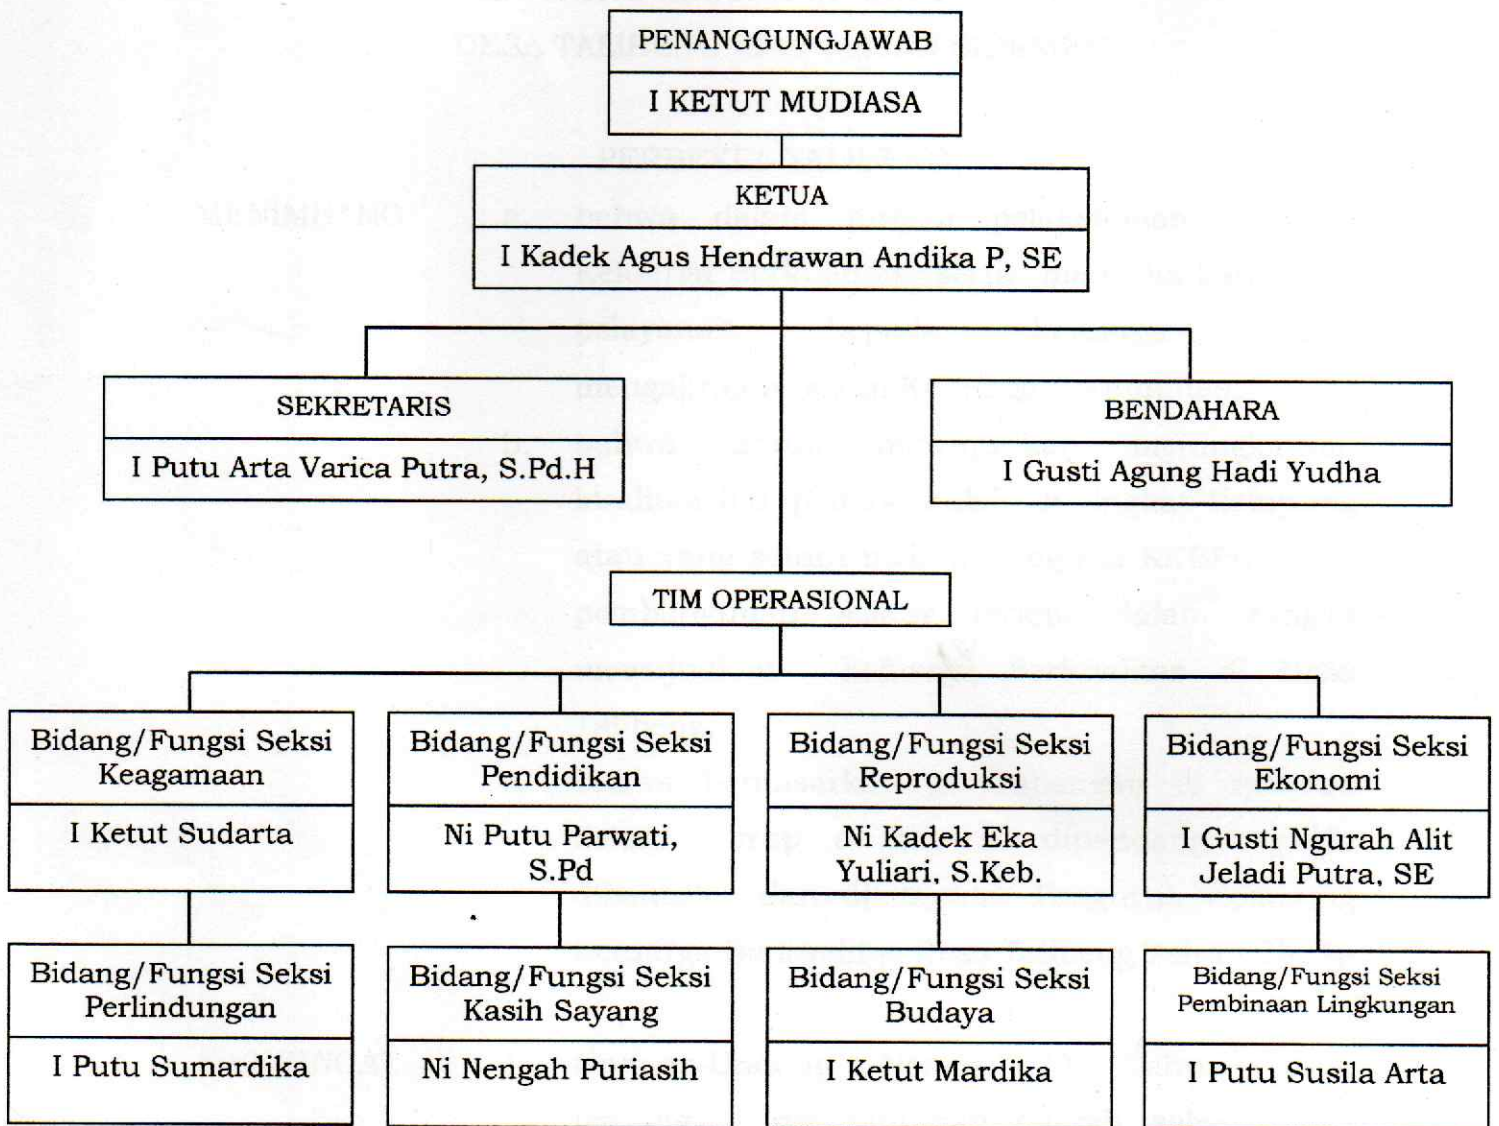 PENANGGUNGJAWAB
I KETUT MUDIASA
KETUA
I Kadek Agus Hendrawan Andika P, SE
SEKRETARIS
I Putu Arta Varica Putra, S.Pd.H
BENDAHARA
I Gusti Agung Hadi Yudha
TIM OPERASIONAL
Bidang/Fungsi Seksi
Keagamaan
I Ketut Sudarta
Bidang/Fungsi Seksi
Pendidikan
Ni Putu Parwati,
S.Pd
Bidang/Fungsi Seksi
Reproduksi
Ni Kadek Eka
Yuliari, S.Keb.
Bidang/Fungsi Seksi
Ekonomi
I Gusti Ngurah Alit
Jeladi Putra, SE
Bidang/Fungsi Seksi
Perlindungan
I Putu Sumardika
Bidang/Fungsi Seksi
Kasih Sayang
Ni Nengah Puriasih
Bidang/Fungsi Seksi
Budaya
I Ketut Mardika
Bidang/Fungsi Seksi
Pembinaan Lingkungan
I Putu Susila Arta